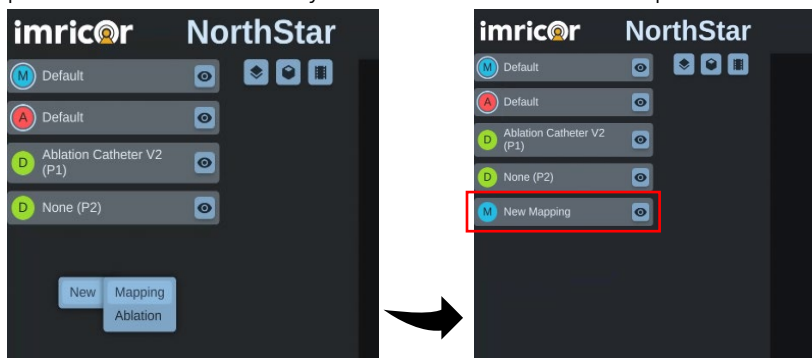 imricor NorthStar
M Default
A Default
D Ablation Catheter V2
(P1)
D None (P2)
New Mapping
Ablation
imricor NorthStar
M Default
A Default
D Ablation Catheter V2
(P1)
D None (P2)
M New Mapping